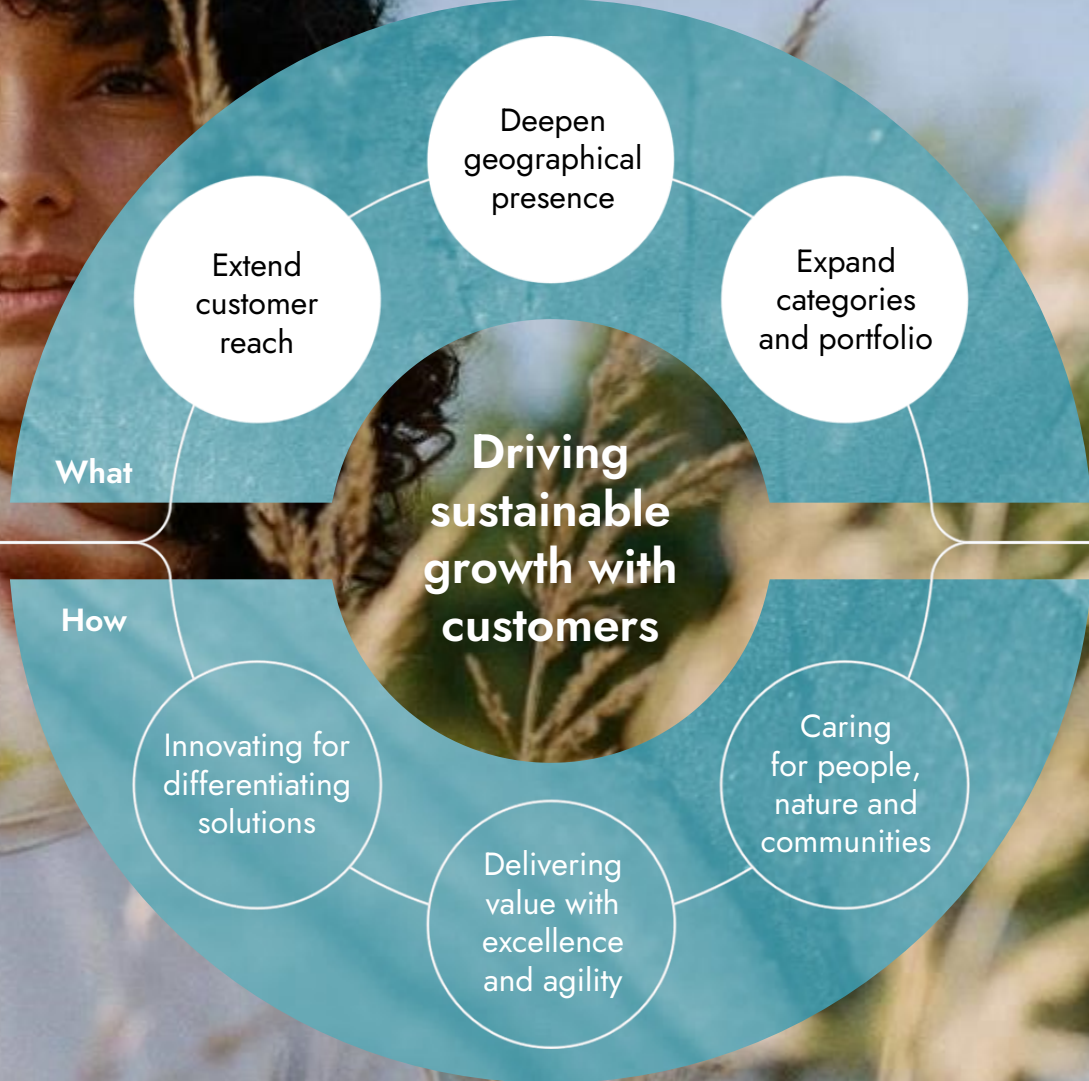 Deepen
geographical
presence
Extend
customer
reach
Expand
categories
and portfolio
What
Driving
sustainable
growth with
customers
How
Innovating for
differentiating
solutions
Delivering
value with
excellence
and agility
Caring
for people,
nature and
communities